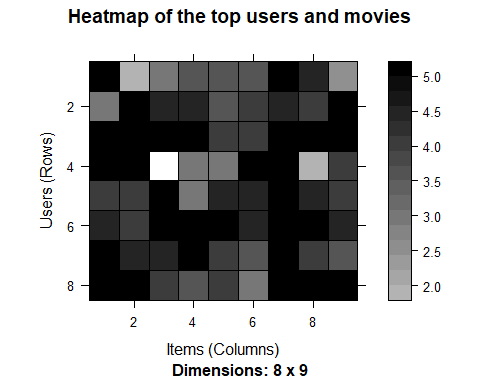 Heatmap of the top users and movies
Users (Rows)
2
4
6
8
2 4 6 8
Items (Columns)
Dimensions: 8 x 9
5.0
4.5
4.0
3.5
3.0
2.5
2.0